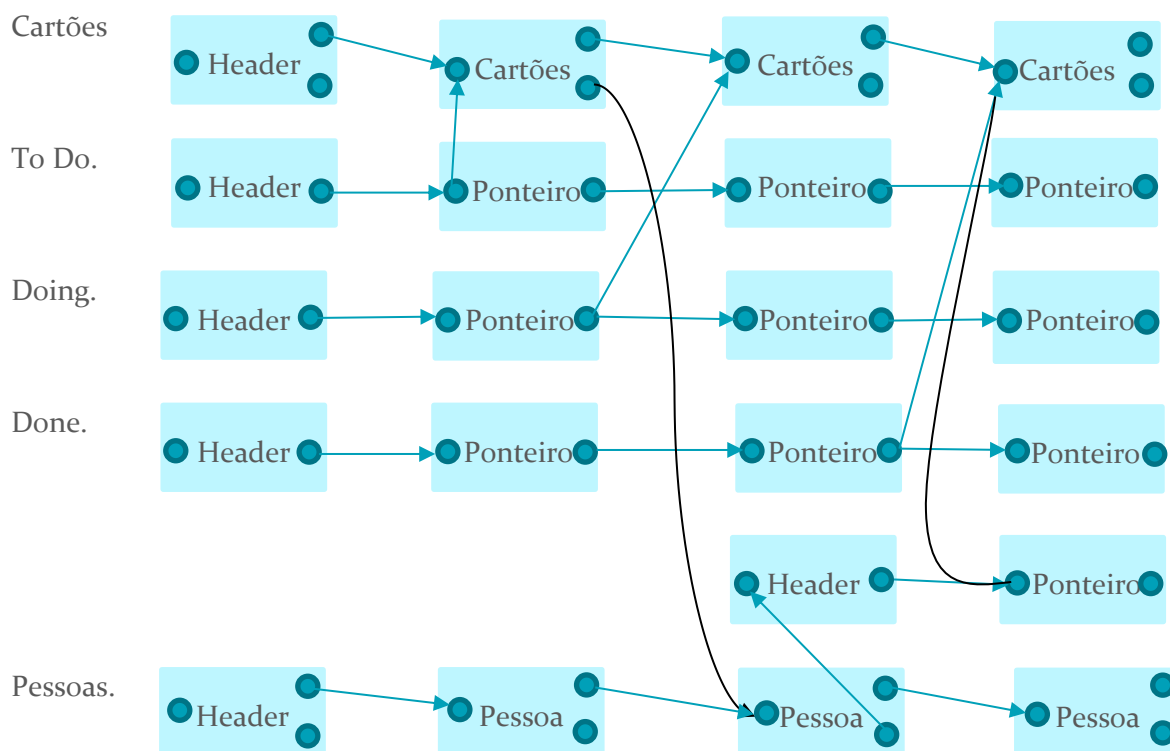 Cartões
Header Cartões Cartões Cartões
To Do.
Header Ponteiro Ponteiro Ponteiro
Doing.
Header Ponteiro Ponteiro Ponteiro
Done.
Header Ponteiro Ponteiro Ponteiro
Header Ponteiro
Pessoas.
Header Pessoa Pessoa Pessoa